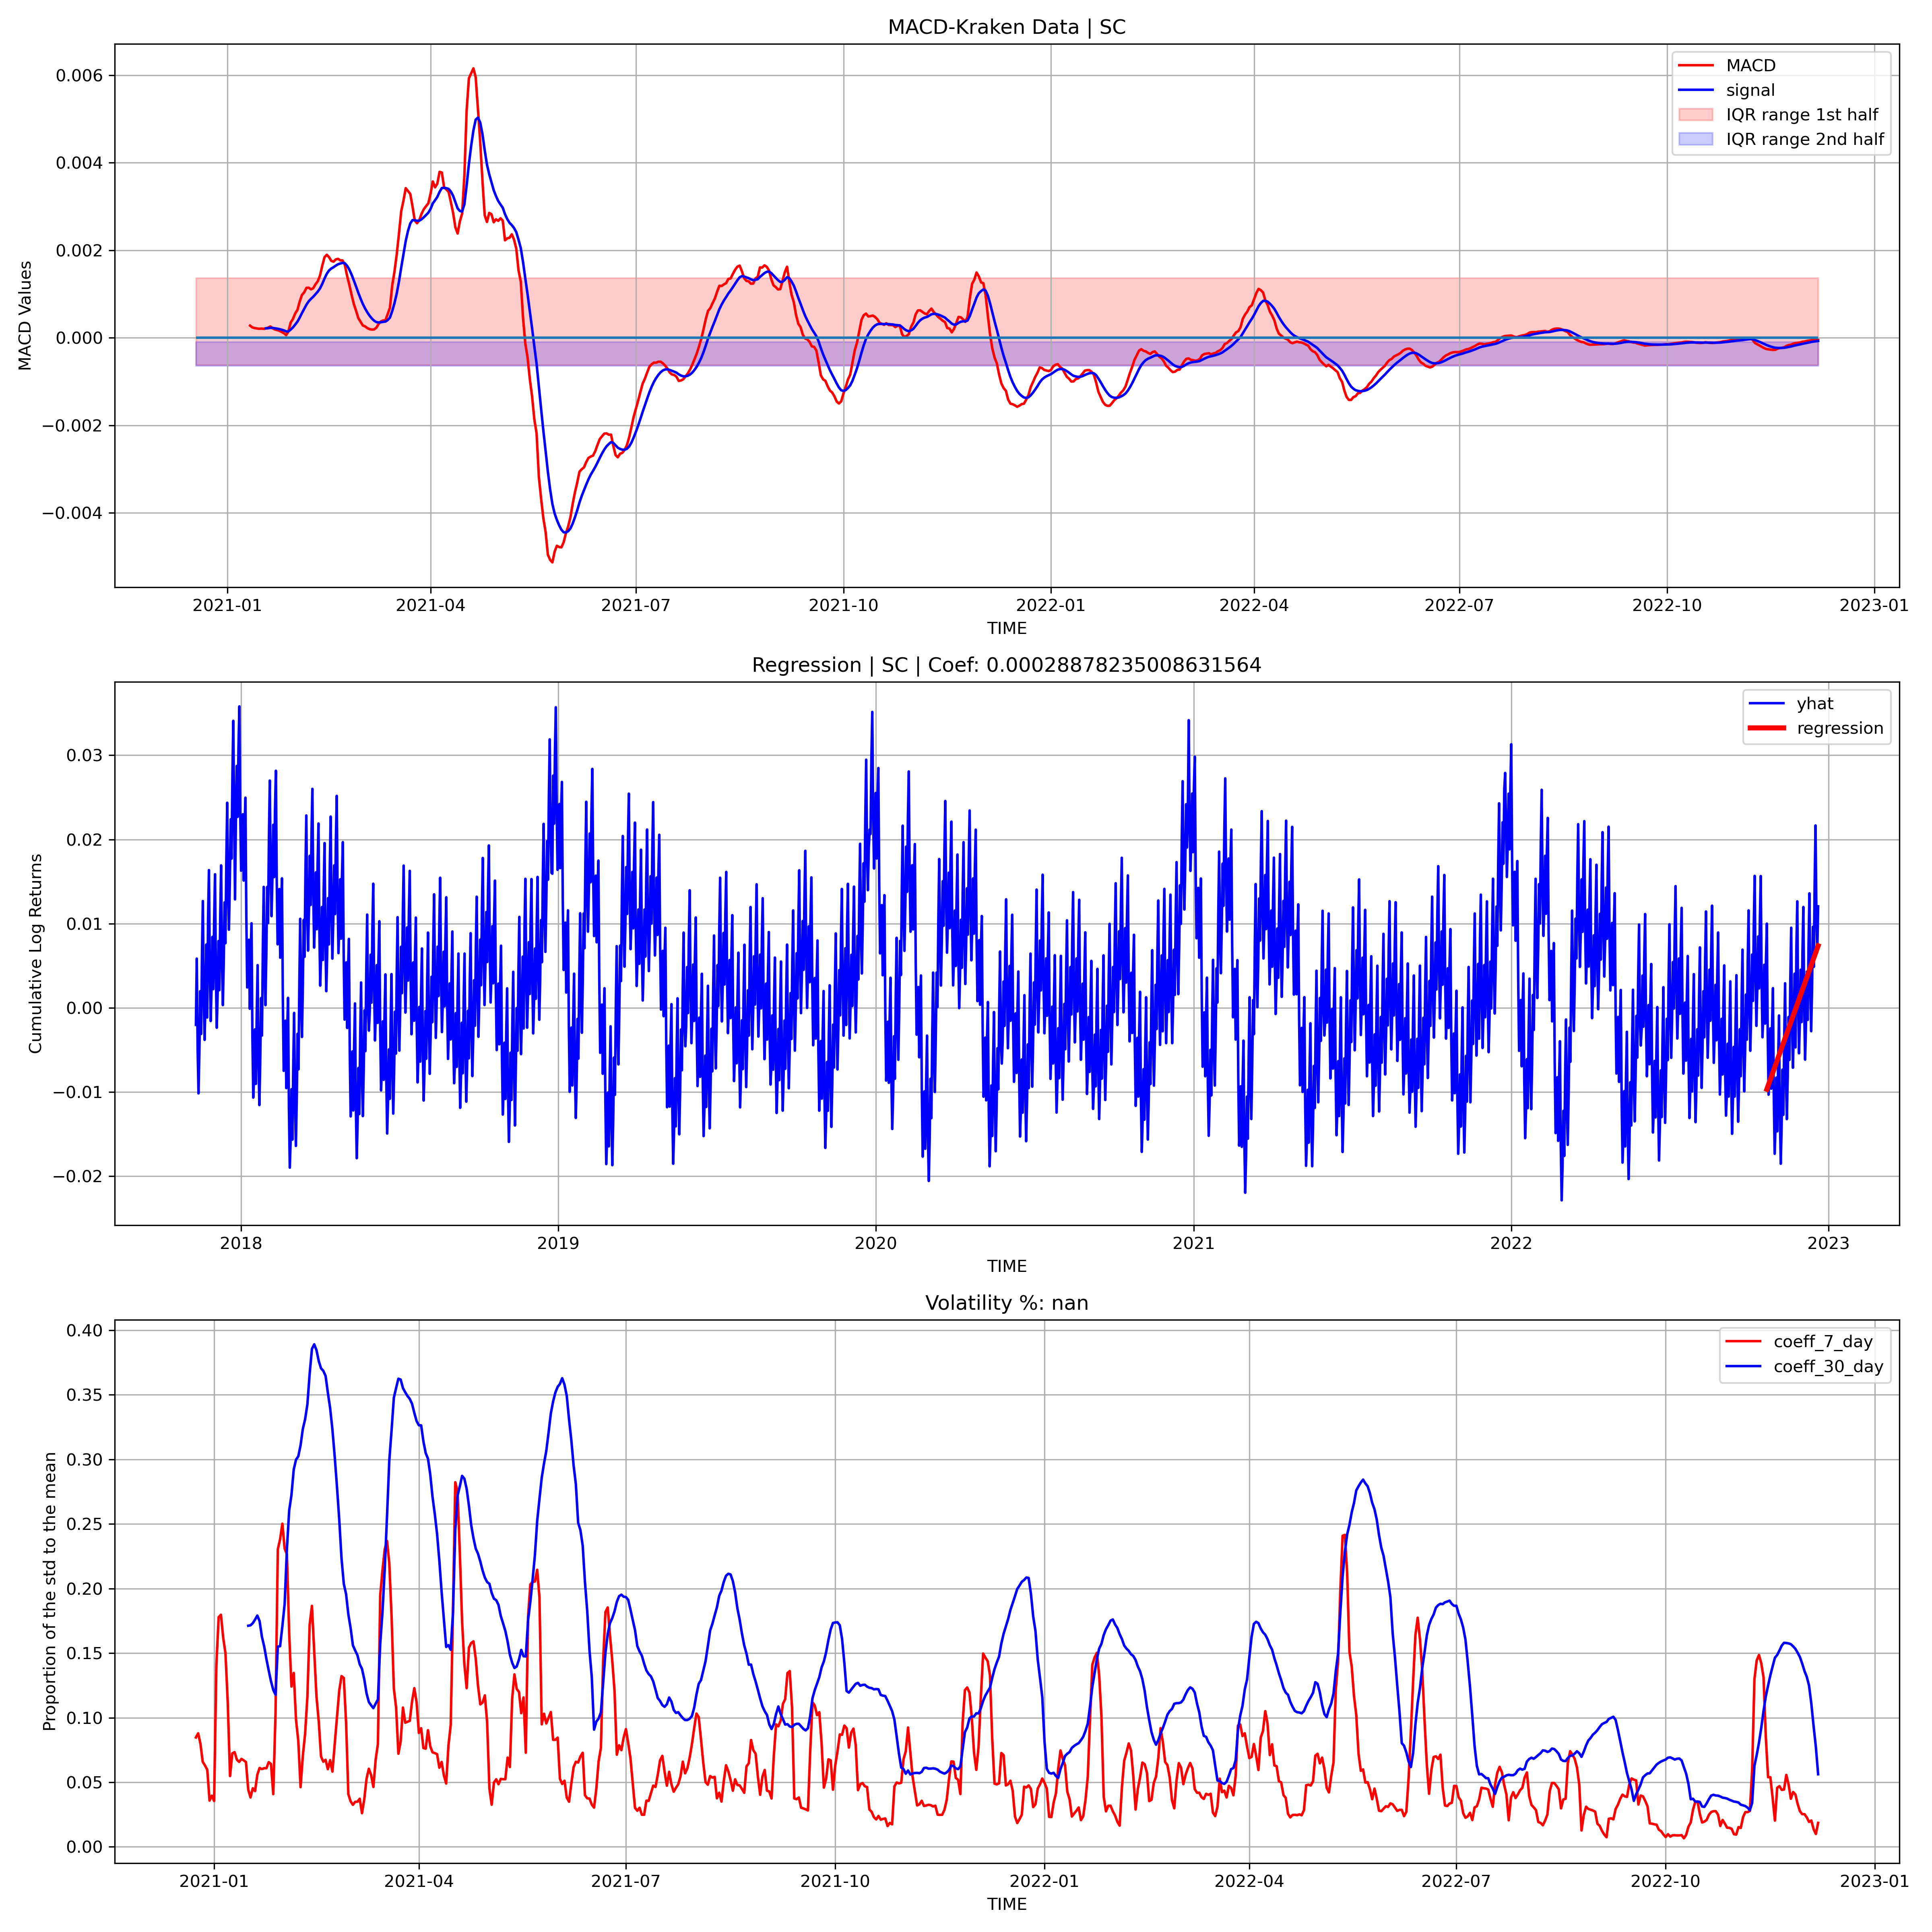 MACD-Kraken Data | SC
MACD
signal
IQR range 1st half
IQR range 2nd half
MACD Values
0.006
0.004
0.002
0.000
−0.002
−0.004
2021-01 2021-04 2021-07 2021-10 2022-01 2022-04 2022-07 2022-10 2023-01
TIME
Regression | SC | Coef: 0.00028878235008631564
yhat
regression
Cumulative Log Returns
0.03
0.02
0.01
0.00
−0.01
−0.02
2018 2019 2020 2021 2022 2023
TIME
Volatility %: nan
coeff_7_day
coeff_30_day
Proportion of the std to the mean
0.40
0.35
0.30
0.25
0.20
0.15
0.10
0.05
0.00
2021-01 2021-04 2021-07 2021-10 2022-01 2022-04 2022-07 2022-10 2023-01
TIME